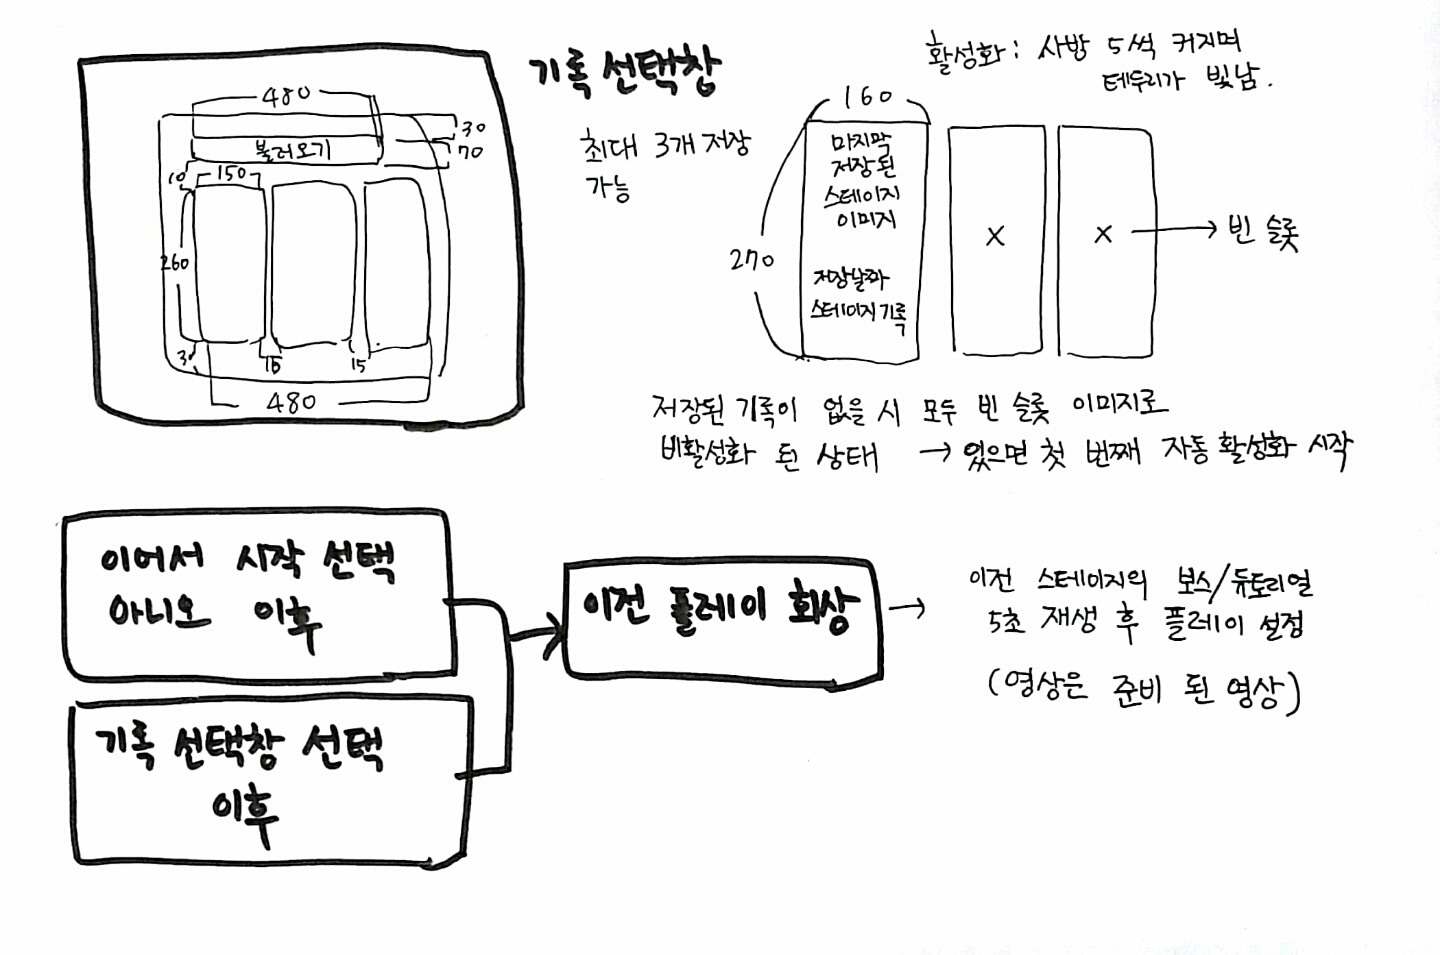 기록 선택창
최대 3개 저장
가능
480
30
70
불러오기
10
150
260
30
15
15
480
활성화 : 사방 5씩 커지며
테두리가 빛남.
160
270
마지막
저장된
스테이지
이미지
저장날짜
스테이지 기록
X
X
빈 슬롯
저장된 기록이 없을 시 모두 빈 슬롯 이미지로
비활성화 된 상태 → 있으면 첫 번째 자동 활성화 시작
이어서 시작 선택
아니오 이후
기록 선택창 선택
이후
이전 플레이 회상
이전 스테이지의 보스/튜토리얼
5초 재생 후 플레이 설정
(영상은 준비 된 영상)